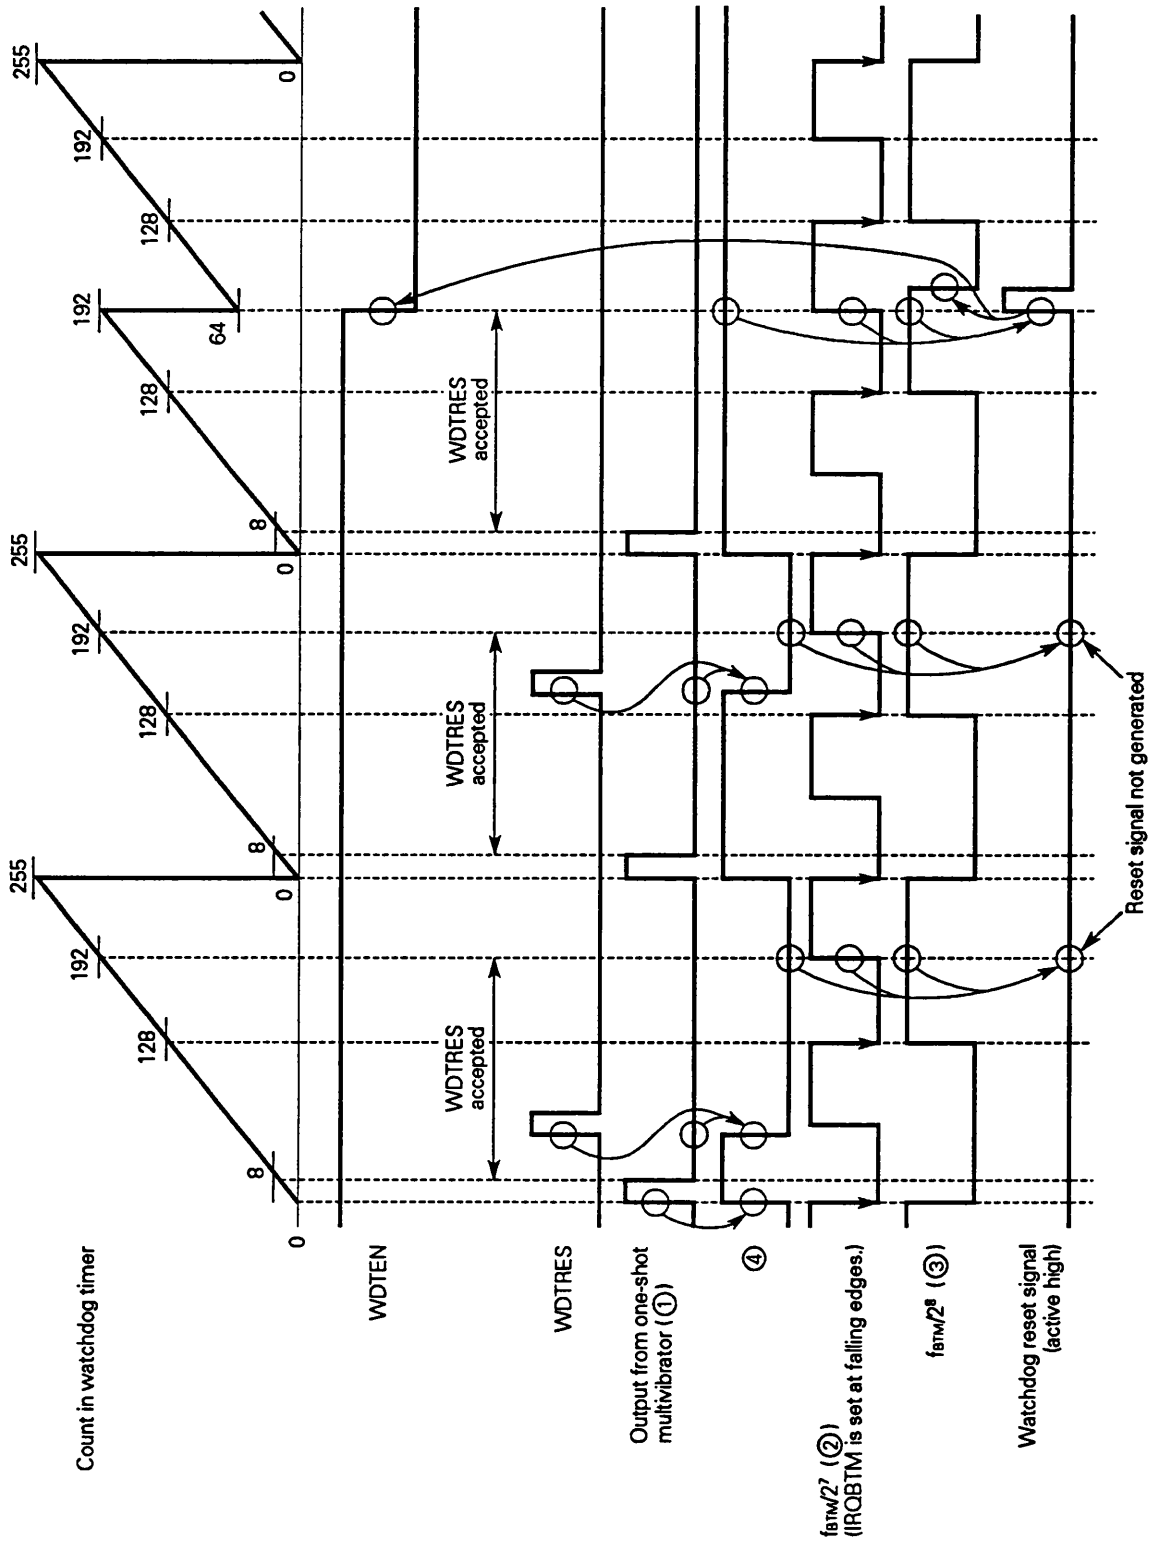 Count in watchdog timer
0
8
128
192
255
0
8
128
192
255
0
8
128
192
64
128
192
255
0
WDTEN
WDTRES
accepted
WDTRES
accepted
WDTRES
accepted
WDTRES
Output from one-shot
multivibrator (①)
④
fBTM/2⁷ (②)
(IRQBTM is set at falling edges.)
fBTM/2⁸ (③)
Watchdog reset signal
(active high)
Reset signal not generated